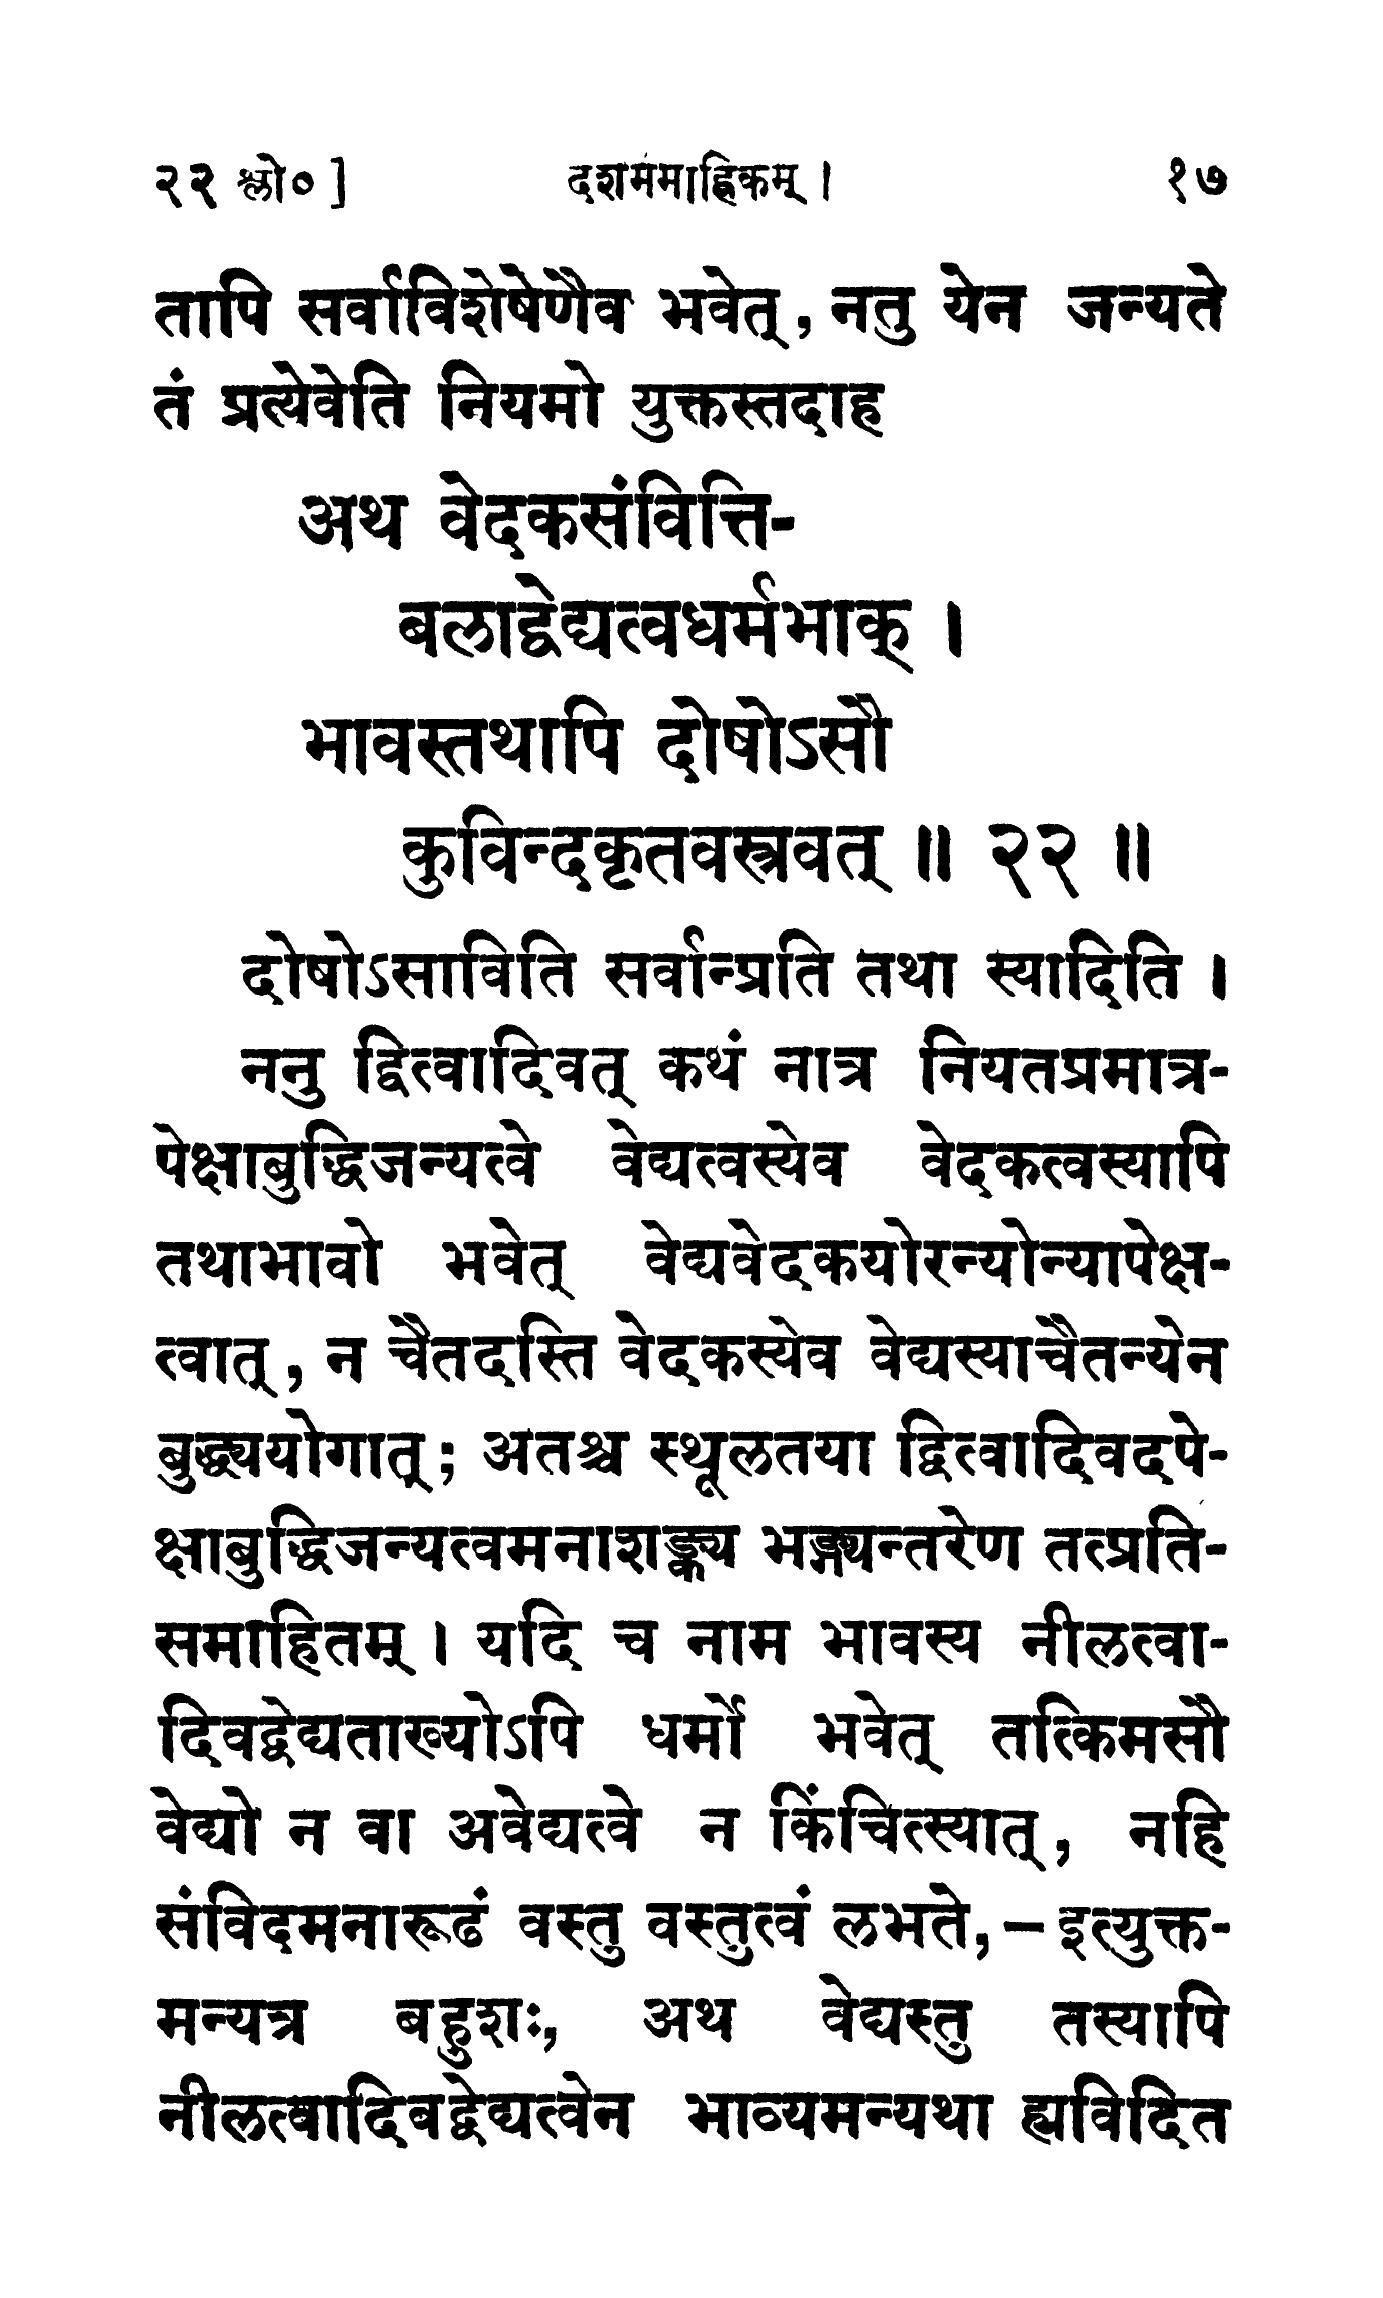 २२ श्लो० ] दशममाह्निकम् । १७
तापि सर्वाविशेषेणैव भवेत्, नतु येन जन्यते
तं प्रत्येवेति नियमो युक्तस्तदाह
अथ वेदकसंवित्ति-
बलाद्वेद्यत्वधर्मभाक् ।
भावस्तथापि दोषोऽसौ
कुविन्दकृतवस्त्रवत् ॥ २२ ॥
दोषोऽसाविति सर्वान्प्रति तथा स्यादिति ।
ननु द्वित्वादिवत् कथं नात्र नियतप्रमात्र-
पेक्षाबुद्धिजन्यत्वे वेद्यत्वस्येव वेदकत्वस्यापि
तथाभावो भवेत् वेद्यवेदकयोरन्योन्यापेक्ष-
त्वात्, न चैतदस्ति वेदकस्येव वेद्यस्याचैतन्येन
बुद्ध्ययोगात्; अतश्च स्थूलतया द्वित्वादिवदपे-
क्षाबुद्धिजन्यत्वमनाशङ्क्य भङ्ग्यन्तरेण तत्प्रति-
समाहितम् । यदि च नाम भावस्य नीलत्वा-
दिवद्वेद्यताख्योऽपि धर्मो भवेत् तत्किमसौ
वेद्यो न वा अवेद्यत्वे न किंचित्स्यात्, नहि
संविदमनारूढं वस्तु वस्तुत्वं लभते, – इत्युक्त-
मन्यत्र बहुशः, अथ वेद्यस्तु तस्यापि
नीलत्वादिवद्वेद्यत्वेन भाव्यमन्यथा ह्यविदित